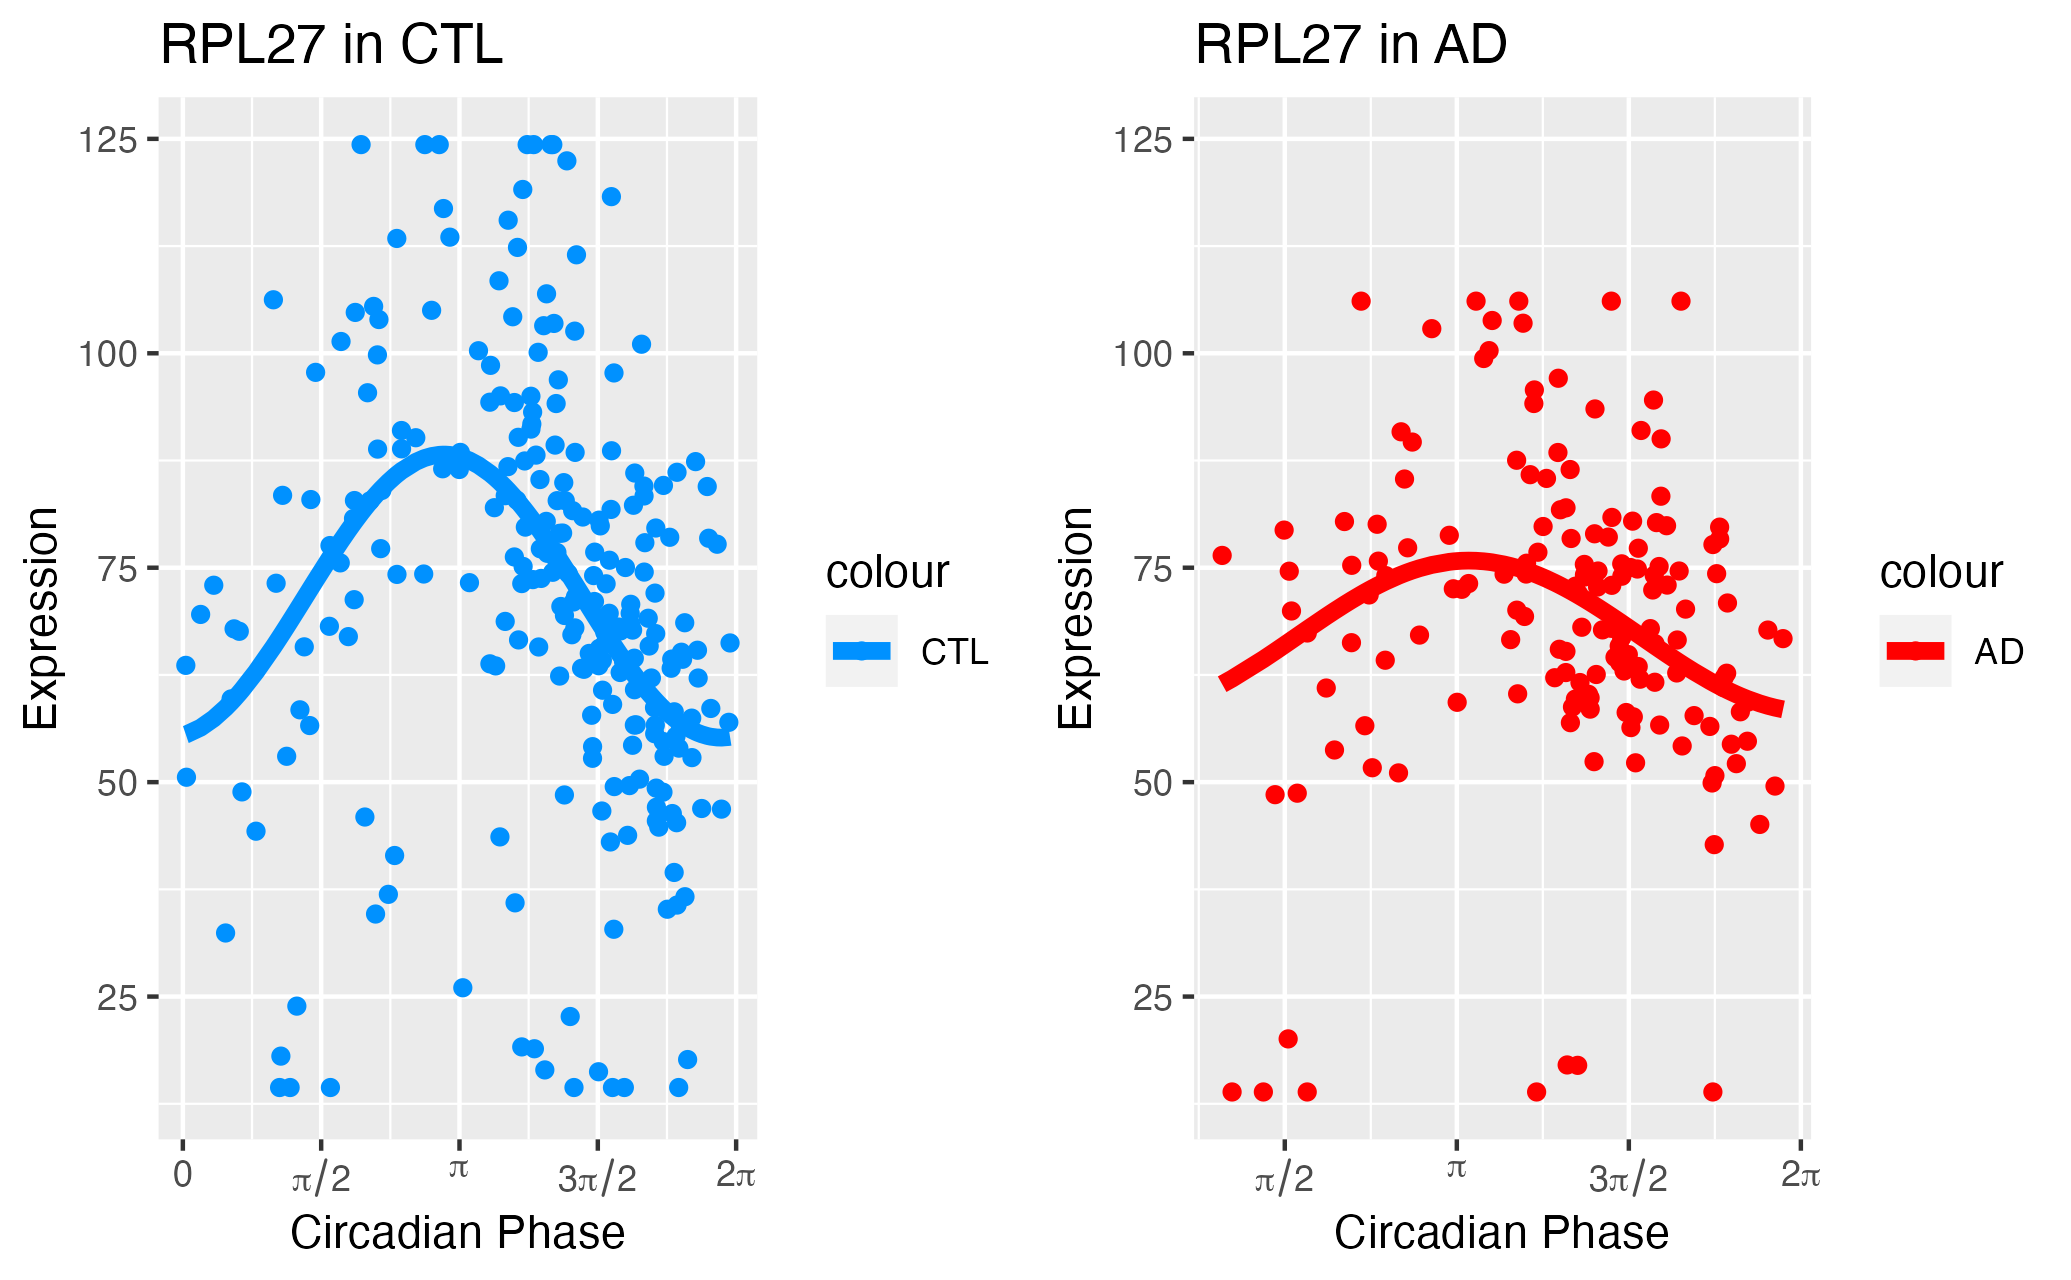 RPL27 in CTL
125
100
75
50
25
Expression
0
π/2
π
3π/2
2π
Circadian Phase
colour
CTL
RPL27 in AD
125
100
75
50
25
Expression
π/2
π
3π/2
2π
Circadian Phase
colour
AD